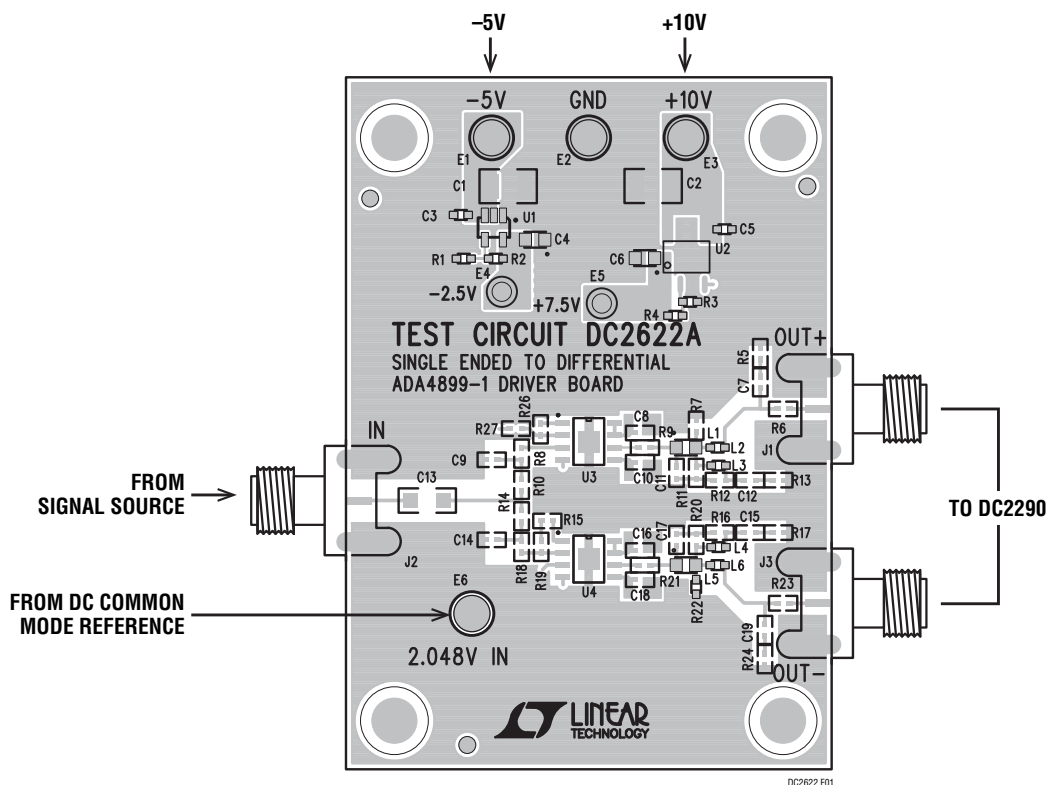 –5V
+10V
-5V
GND
+10V
E1
E2
E3
C1
C2
C3
U1
C4
C5
U2
C6
R1
R2
E4
E5
-2.5V
+7.5V
R3
R4
TEST CIRCUIT DC2622A
SINGLE ENDED TO DIFFERENTIAL
ADA4899-1 DRIVER BOARD
OUT+
R5
C7
R6
J1
R26
R27
C8
R7
R9
L1
L2
L3
IN
C9
R8
U3
C10
C11
R11
R20
R12
C12
R13
C13
R10
R14
FROM
SIGNAL SOURCE
TO DC2290
R15
C16
C17
R16
C15
R17
C14
J2
R18
R19
U4
C18
R21
L4
L6
L5
R22
J3
R23
C19
R24
OUT-
E6
FROM DC COMMON
MODE REFERENCE
2.048V IN
LT LINEAR
TECHNOLOGY
DC2622 F01